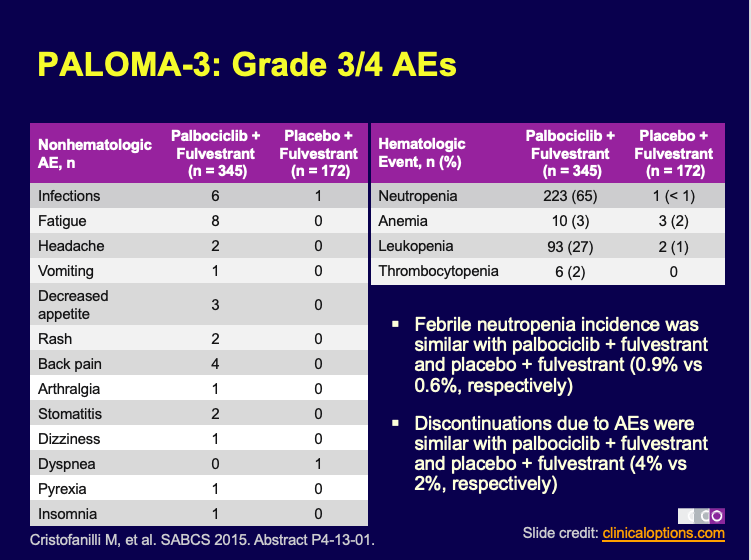 PALOMA-3: Grade 3/4 AEs
Nonhematologic AE, n | Palbociclib + Fulvestrant (n = 345) | Placebo + Fulvestrant (n = 172)
Infections 6 1
Fatigue 8 0
Headache 2 0
Vomiting 1 0
Decreased appetite 3 0
Rash 2 0
Back pain 4 0
Arthralgia 1 0
Stomatitis 2 0
Dizziness 1 0
Dyspnea 0 1
Pyrexia 1 0
Insomnia 1 0
Hematologic Event, n (%) | Palbociclib + Fulvestrant (n = 345) | Placebo + Fulvestrant (n = 172)
Neutropenia 223 (65) 1 (< 1)
Anemia 10 (3) 3 (2)
Leukopenia 93 (27) 2 (1)
Thrombocytopenia 6 (2) 0
▪ Febrile neutropenia incidence was
similar with palbociclib + fulvestrant
and placebo + fulvestrant (0.9% vs
0.6%, respectively)
▪ Discontinuations due to AEs were
similar with palbociclib + fulvestrant
and placebo + fulvestrant (4% vs
2%, respectively)
CCO
Cristofanilli M, et al. SABCS 2015. Abstract P4-13-01.
Slide credit: clinicaloptions.com